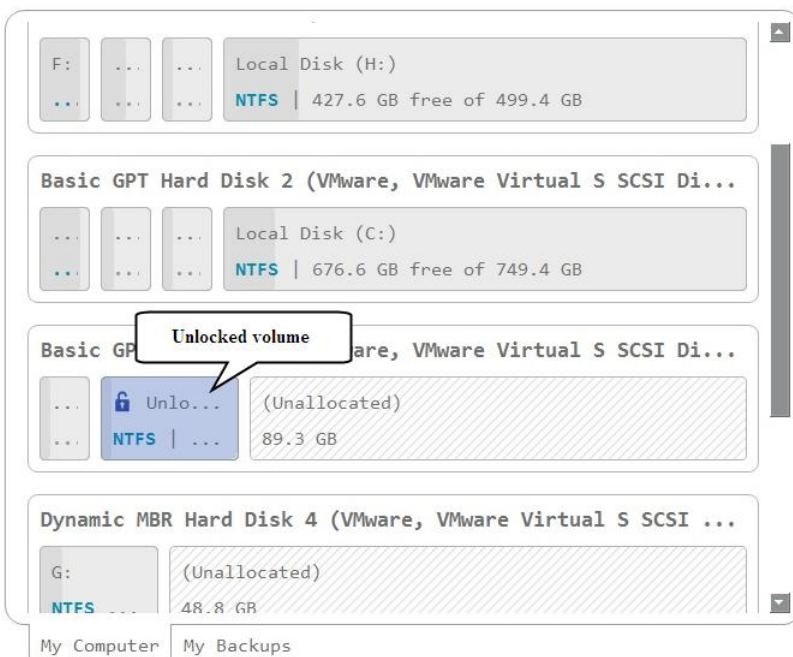 F: ... ... Local Disk (H:)
... ... ... NTFS | 427.6 GB free of 499.4 GB
Basic GPT Hard Disk 2 (VMware, VMware Virtual S SCSI Di...
... ... ... Local Disk (C:)
... ... ... NTFS | 676.6 GB free of 749.4 GB
Unlocked volume
Basic GP are, VMware Virtual S SCSI Di...
... Unlo... (Unallocated)
... NTFS | ... 89.3 GB
Dynamic MBR Hard Disk 4 (VMware, VMware Virtual S SCSI ...
G: (Unallocated)
NTFS ... 48.8 GB
My Computer My Backups